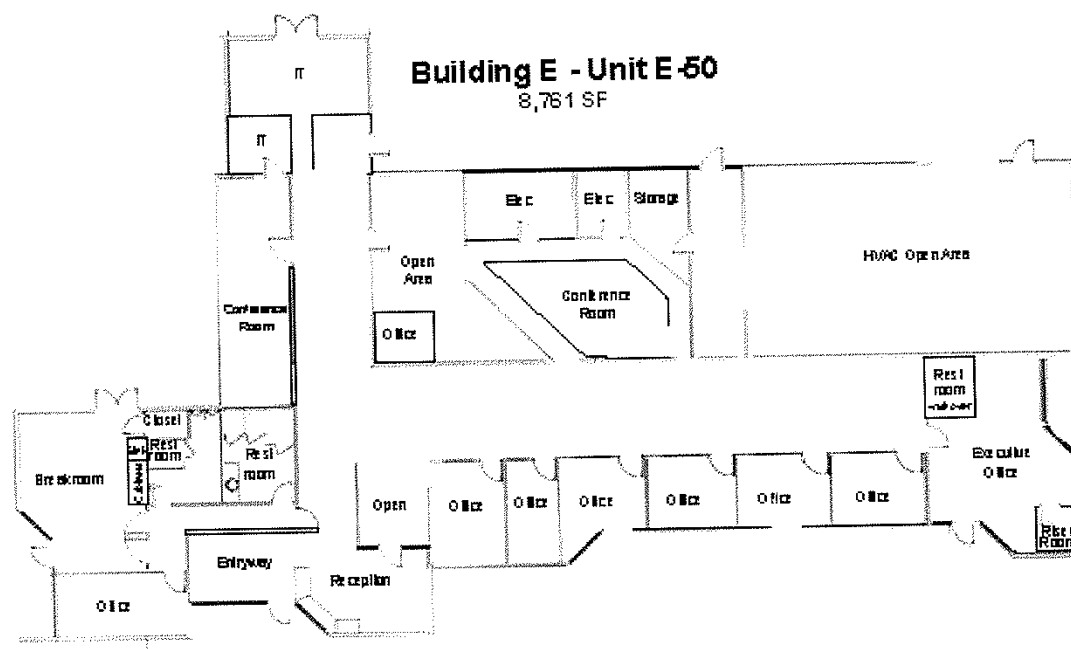 Building E - Unit E-50
8,761 SF
IT
IT
Elec
Elec
Storage
Open
Area
HVAC Open Area
Conference
Room
Conference
Room
Office
Rest
room
Closet
Rest
room
Rest
room
Breakroom
Executive
Office
Open
Office
Office
Office
Office
Office
Office
Riser
Room
Entryway
Reception
Office